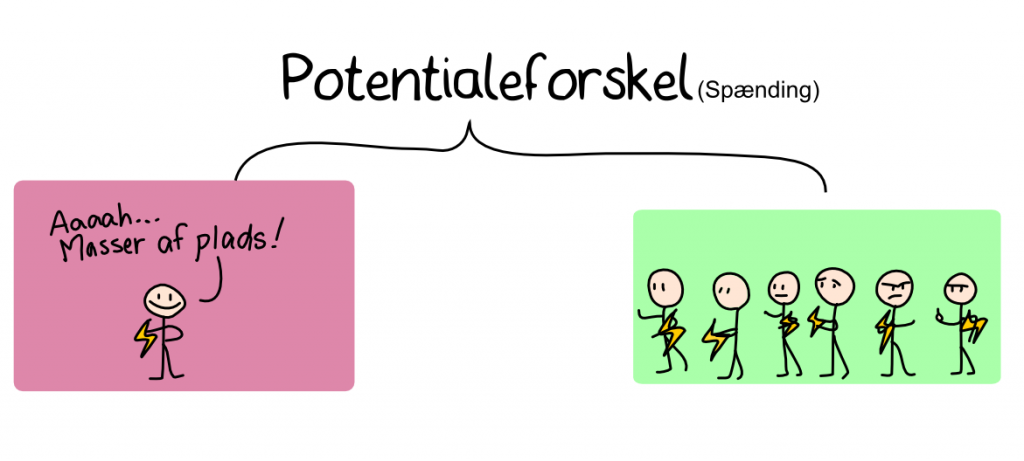 Potentialeforskel (Spænding)
Aaaah...
Masser af plads!